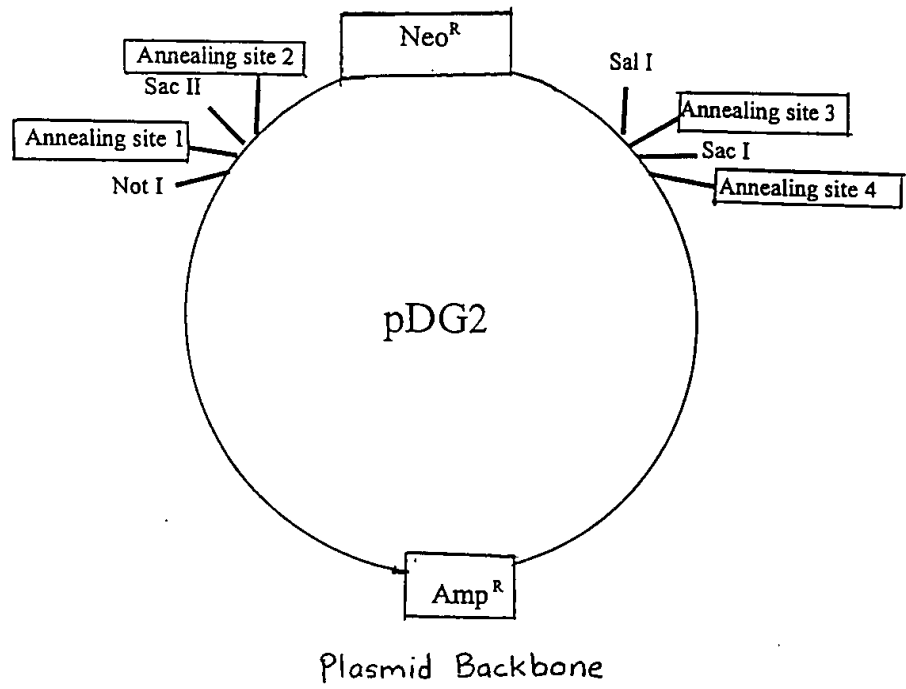 Neo^R
Annealing site 2
Sal I
Sac II
Annealing site 3
Annealing site 1
Sac I
Not I
Annealing site 4
pDG2
Amp^R
Plasmid Backbone